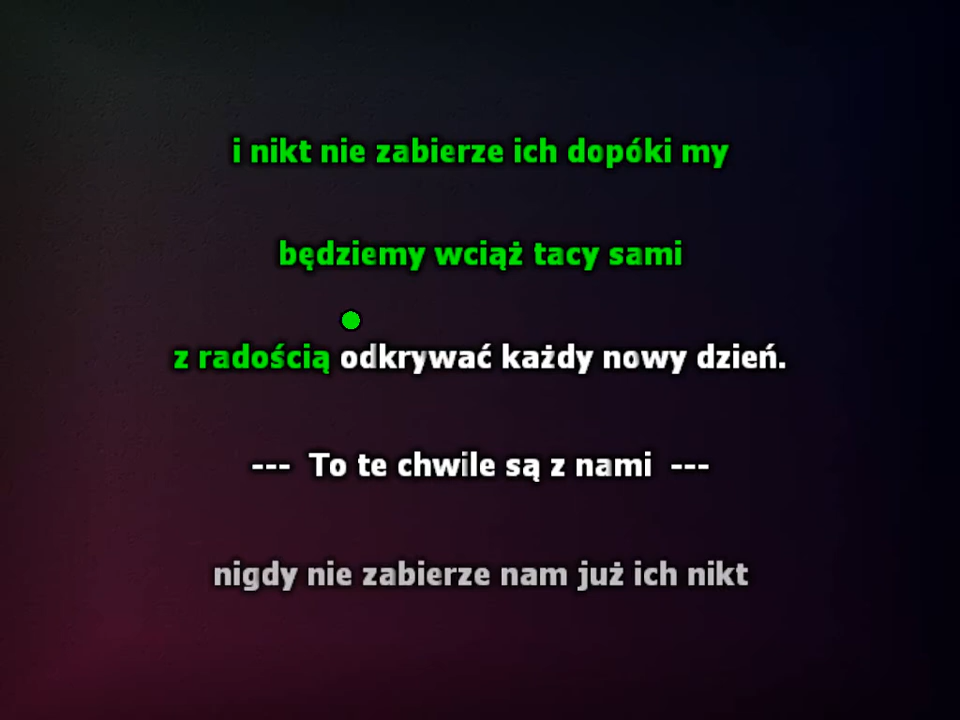 i nikt nie zabierze ich dopóki my
będziemy wciąż tacy sami
z radością odkrywać każdy nowy dzień.
--- To te chwile są z nami ---
nigdy nie zabierze nam już ich nikt